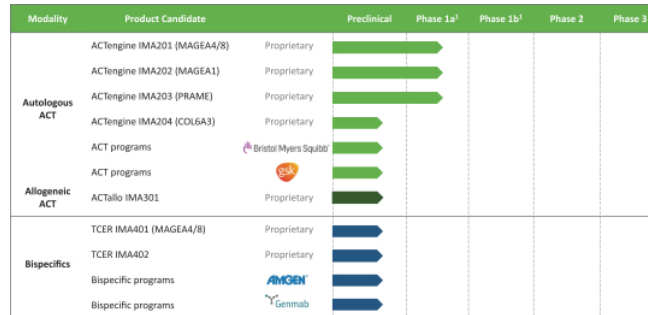 Modality Product Candidate Preclinical Phase 1a¹ Phase 1b¹ Phase 2 Phase 3
ACTengine IMA201 (MAGEA4/8) Proprietary
ACTengine IMA202 (MAGEA1) Proprietary
ACTengine IMA203 (PRAME) Proprietary
Autologous
ACT
ACTengine IMA204 (COL6A3) Proprietary
ACT programs Bristol Myers Squibb™
ACT programs gsk
Allogeneic
ACT
ACTallo IMA301 Proprietary
TCER IMA401 (MAGEA4/8) Proprietary
TCER IMA402 Proprietary
Bispecifics
Bispecific programs AMGEN®
Bispecific programs Genmab